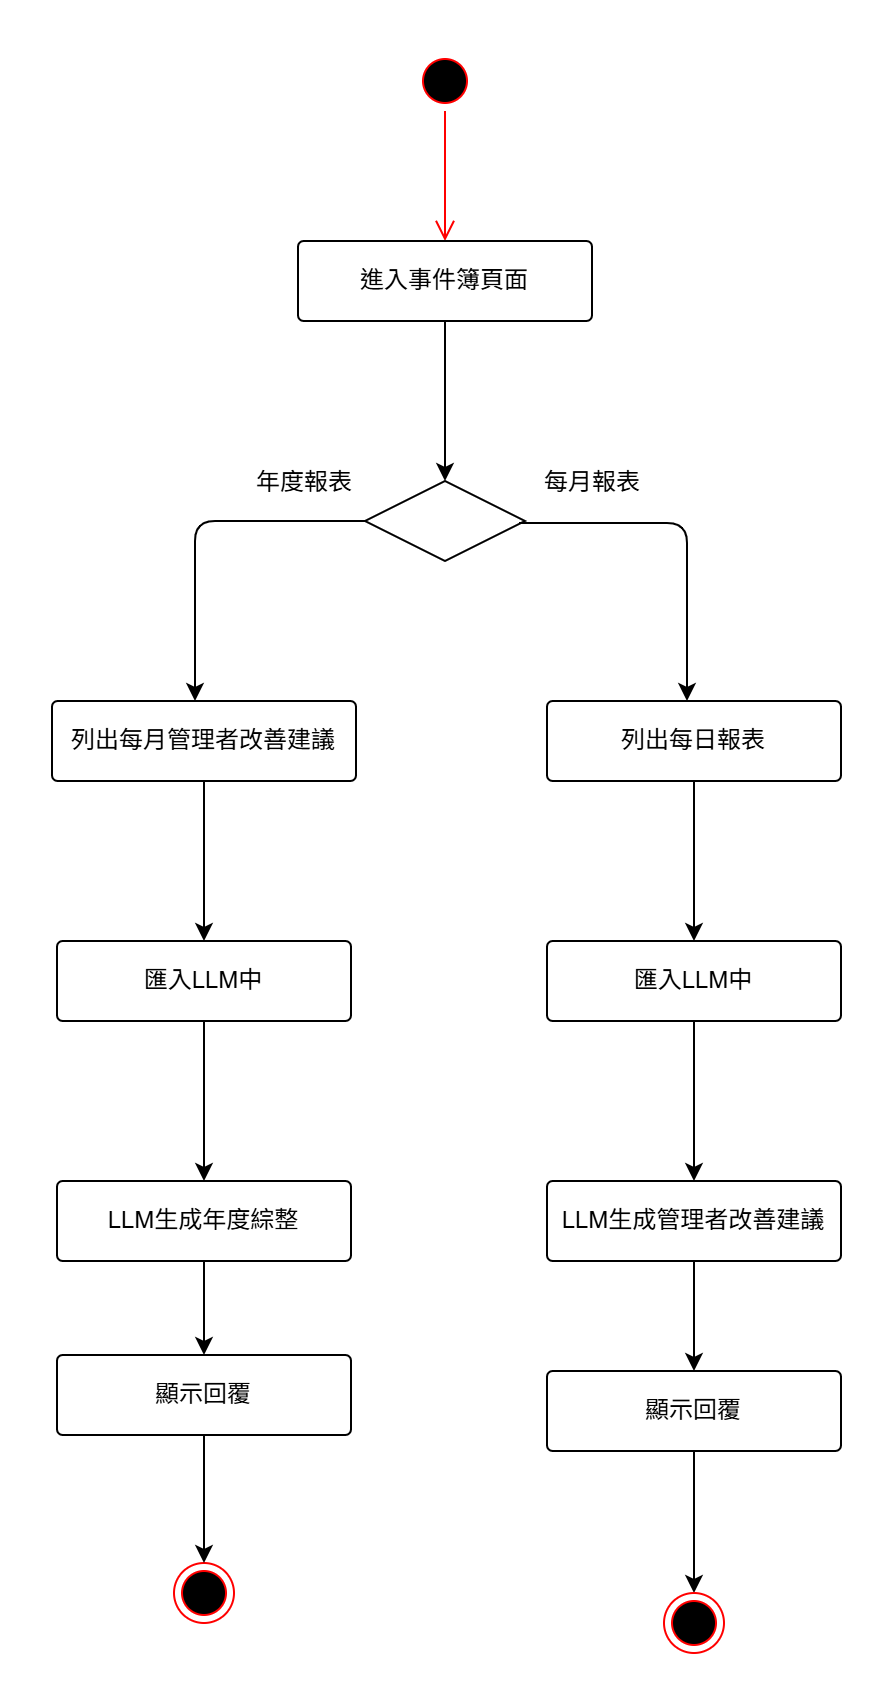 進入事件簿頁面
年度報表
每月報表
列出每月管理者改善建議
列出每日報表
匯入LLM中
匯入LLM中
LLM生成年度綜整
LLM生成管理者改善建議
顯示回覆
顯示回覆